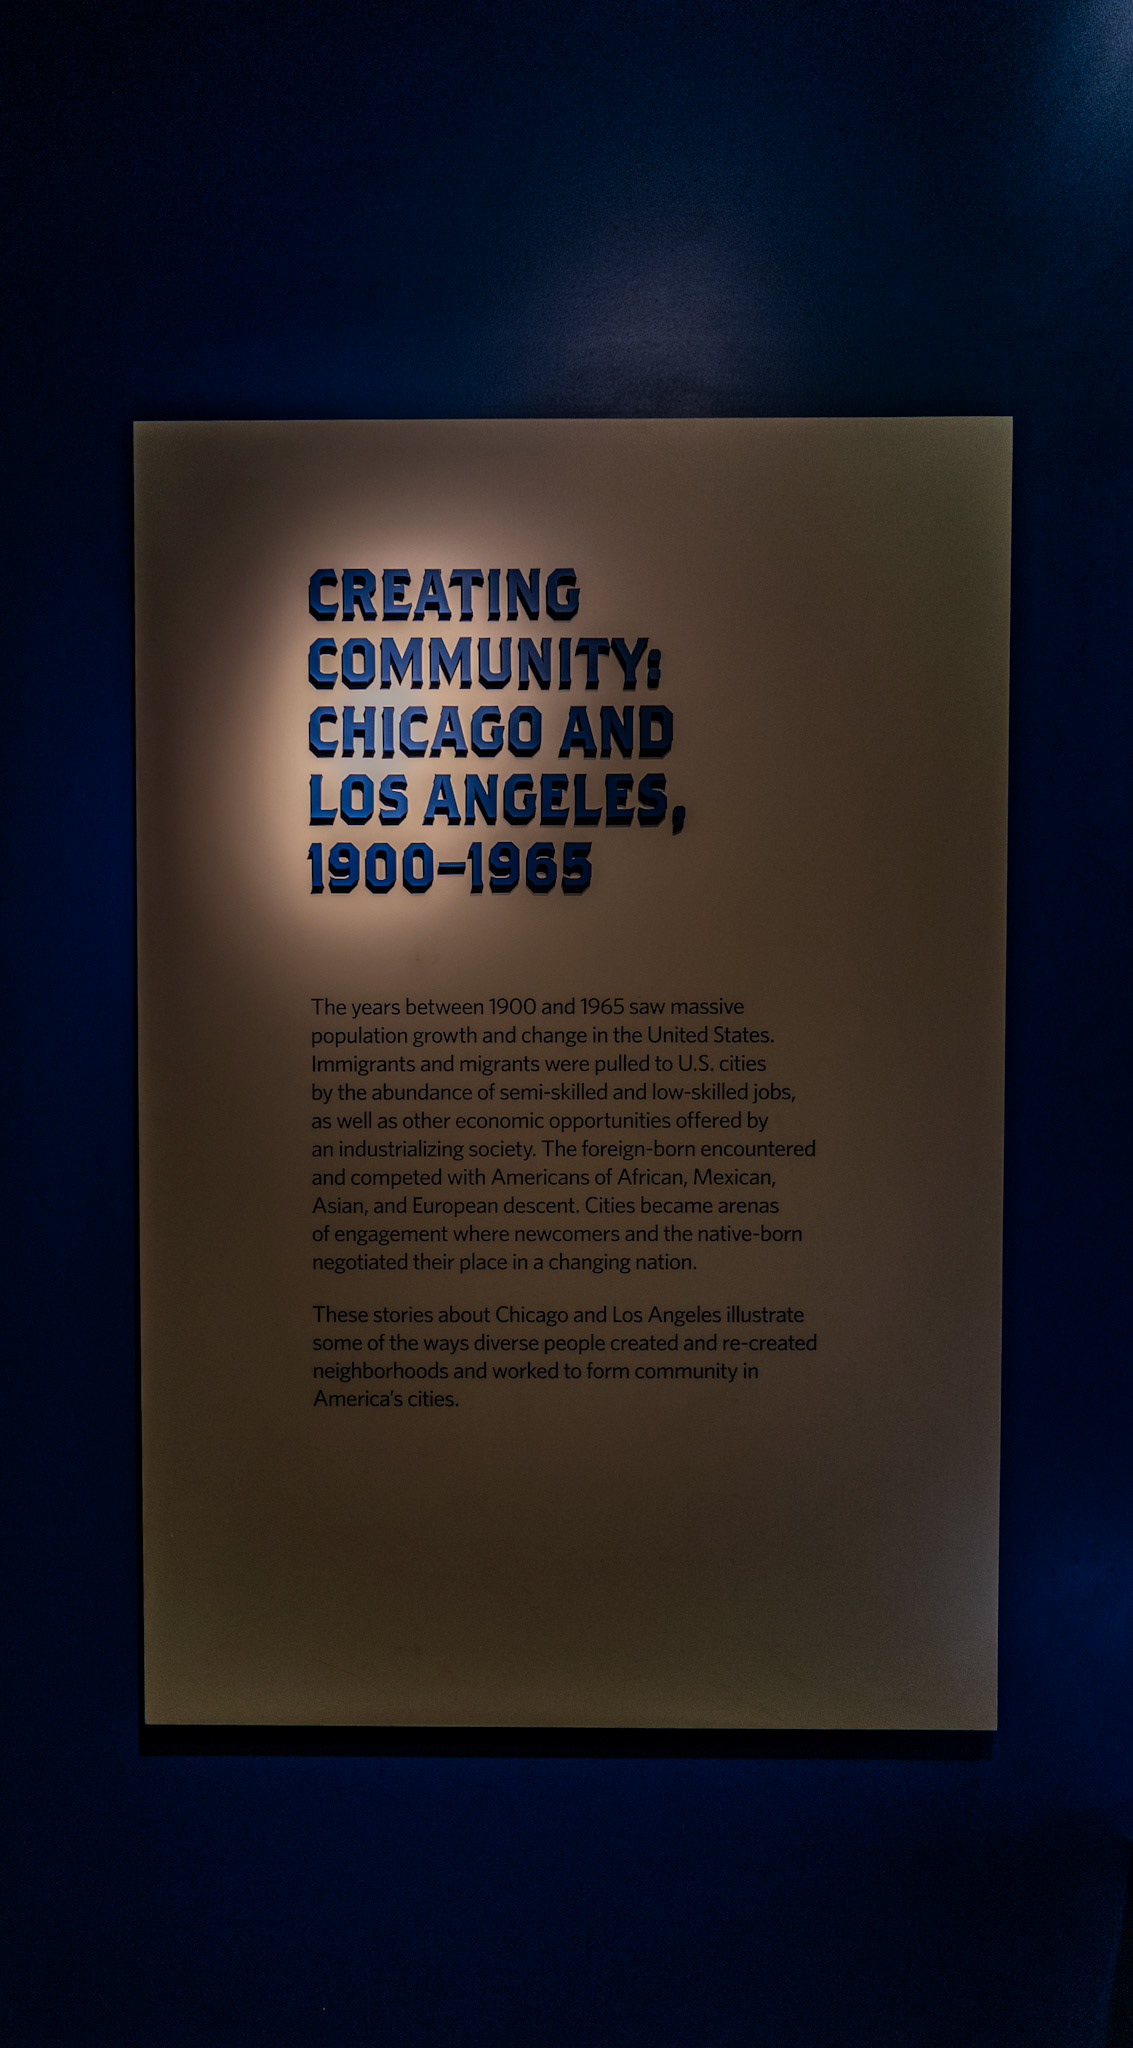 CREATING
COMMUNITY:
CHICAGO AND
LOS ANGELES,
1900–1965
The years between 1900 and 1965 saw massive
population growth and change in the United States.
Immigrants and migrants were pulled to U.S. cities
by the abundance of semi-skilled and low-skilled jobs,
as well as other economic opportunities offered by
an industrializing society. The foreign-born encountered
and competed with Americans of African, Mexican,
Asian, and European descent. Cities became arenas
of engagement where newcomers and the native-born
negotiated their place in a changing nation.
These stories about Chicago and Los Angeles illustrate
some of the ways diverse people created and re-created
neighborhoods and worked to form community in
America's cities.